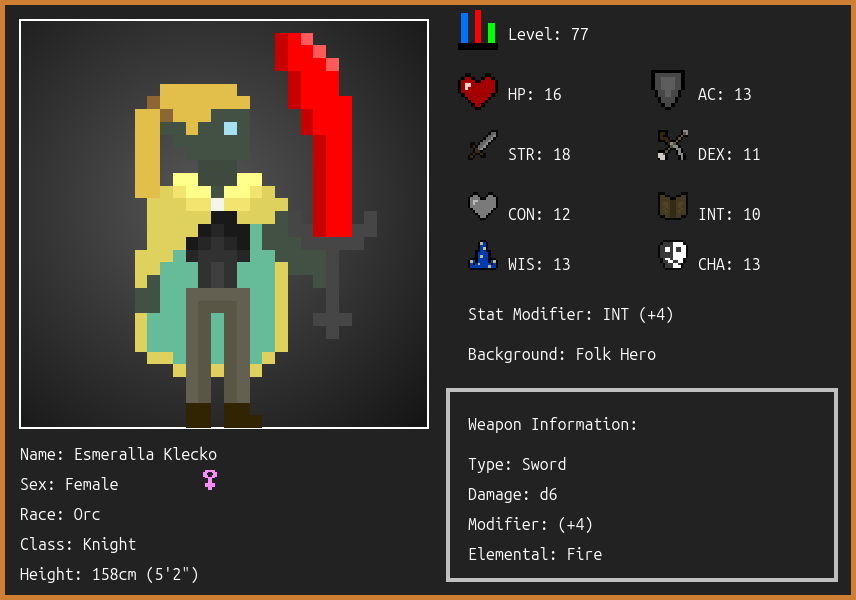 Level: 77
HP: 16
AC: 13
STR: 18
DEX: 11
CON: 12
INT: 10
WIS: 13
CHA: 13
Stat Modifier: INT (+4)
Background: Folk Hero
Weapon Information:
Type: Sword
Damage: d6
Modifier: (+4)
Elemental: Fire
Name: Esmeralla Klecko
Sex: Female
Race: Orc
Class: Knight
Height: 158cm (5'2")